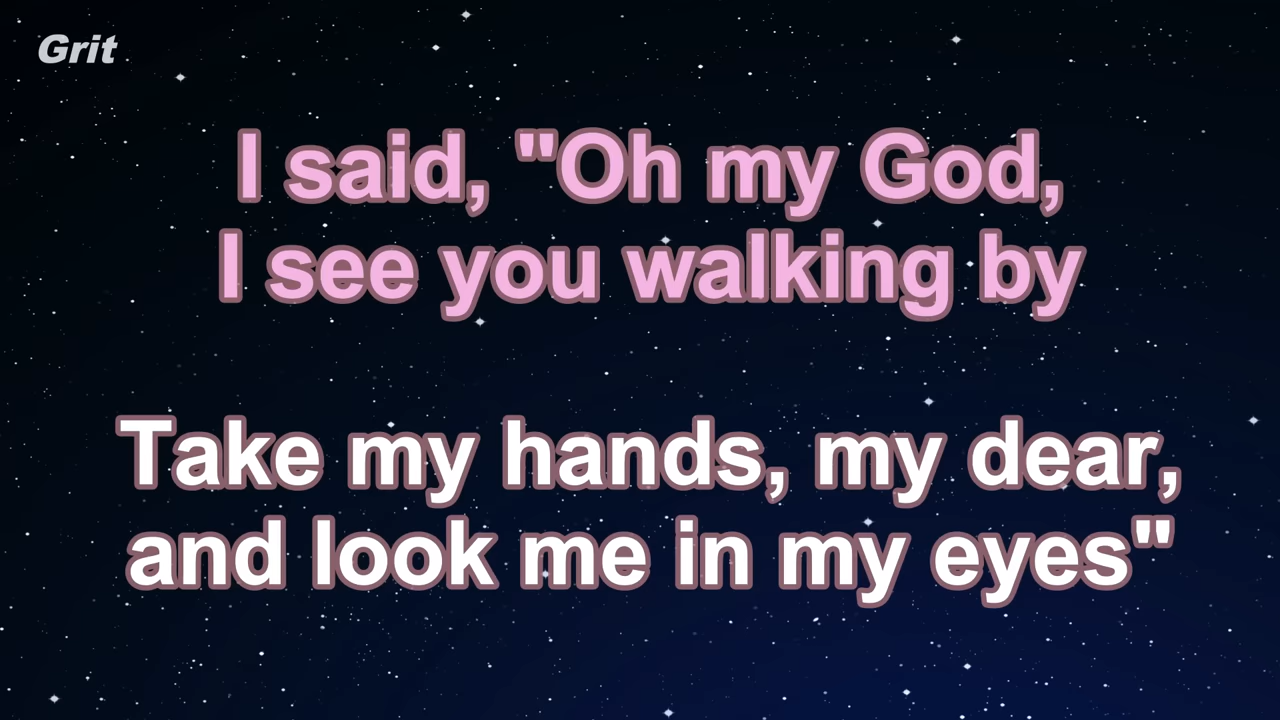 Grit
I said, "Oh my God,
I see you walking by
Take my hands, my dear,
and look me in my eyes"